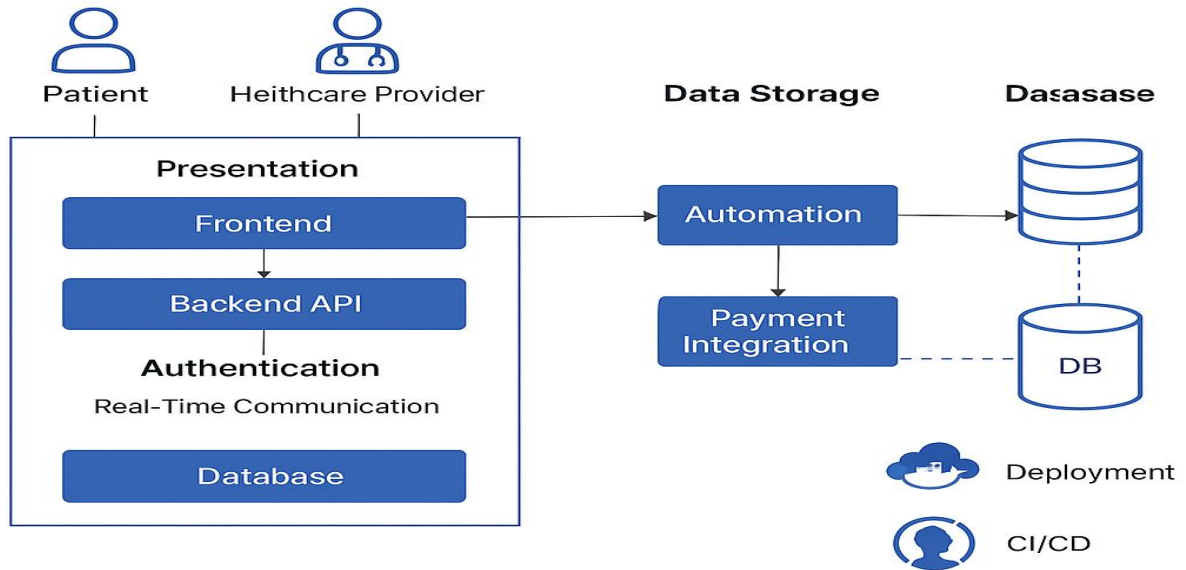 Patient
Heithcare Provider
Data Storage
Dasasase
Presentation
Frontend
Automation
Backend API
Payment
Integration
DB
Authentication
Real-Time Communication
Database
Deployment
CI/CD